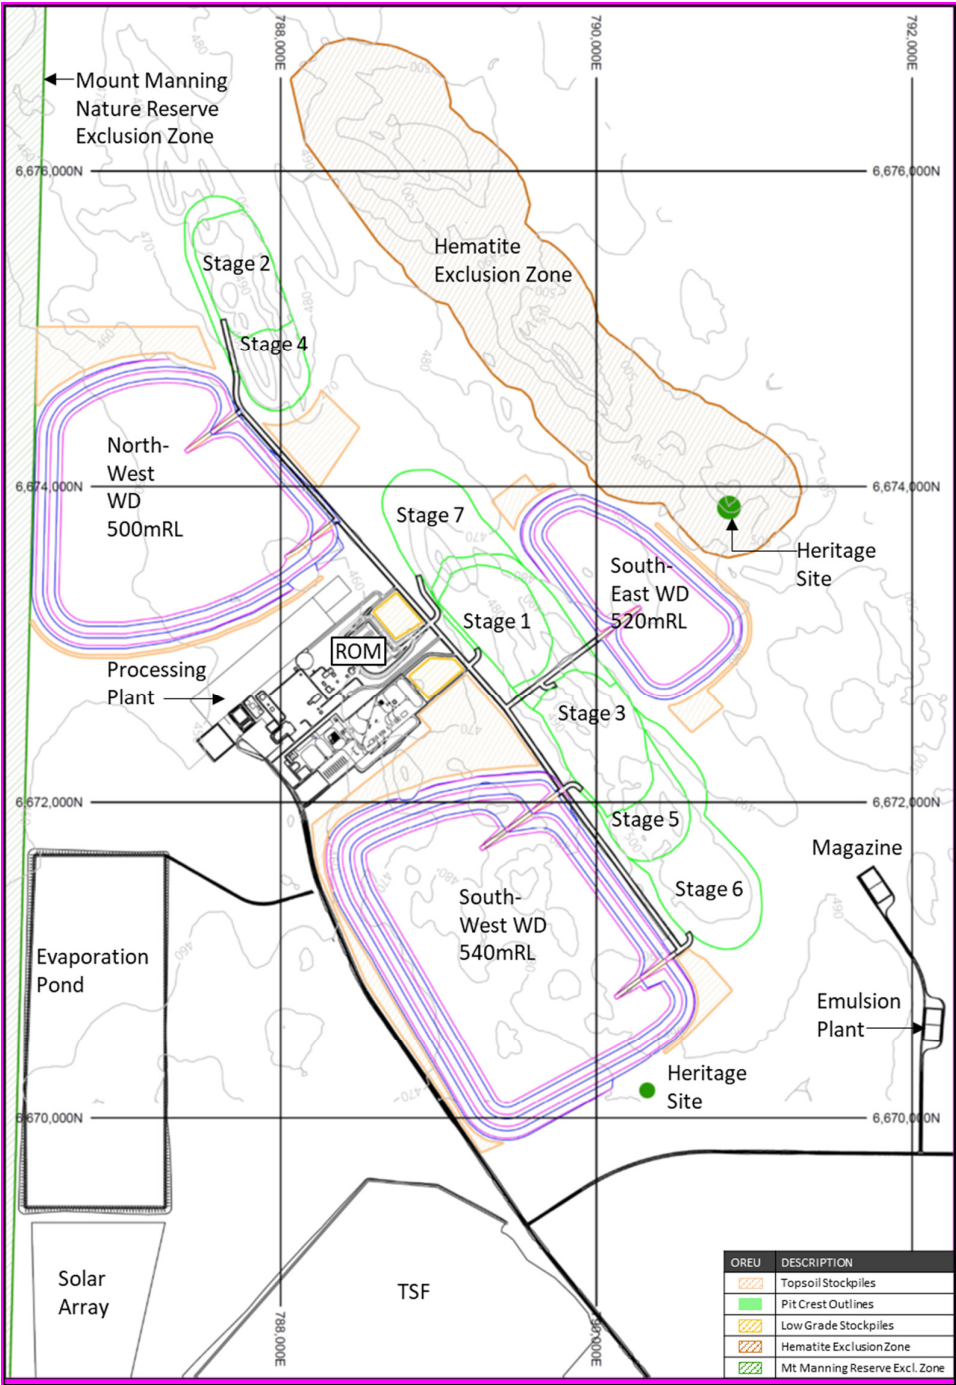 788,000E
790,000E
792,000E
Mount Manning
Nature Reserve
Exclusion Zone
6,676,000N
6,676,000N
Hematite
Exclusion Zone
Stage 2
Stage 4
North-
West
WD
500mRL
6,674,000N
6,674,000N
Stage 7
Heritage
Site
South-
East WD
520mRL
Stage 1
ROM
Processing
Plant
Stage 3
6,672,000N
6,672,000N
Stage 5
Magazine
Stage 6
South-
West WD
540mRL
Evaporation
Pond
Emulsion
Plant
Heritage
Site
6,670,000N
6,670,000N
Solar
Array
TSF
788,000E
790,000E
OREU DESCRIPTION
Topsoil Stockpiles
Pit Crest Outlines
Low Grade Stockpiles
Hematite Exclusion Zone
Mt Manning Reserve Excl. Zone